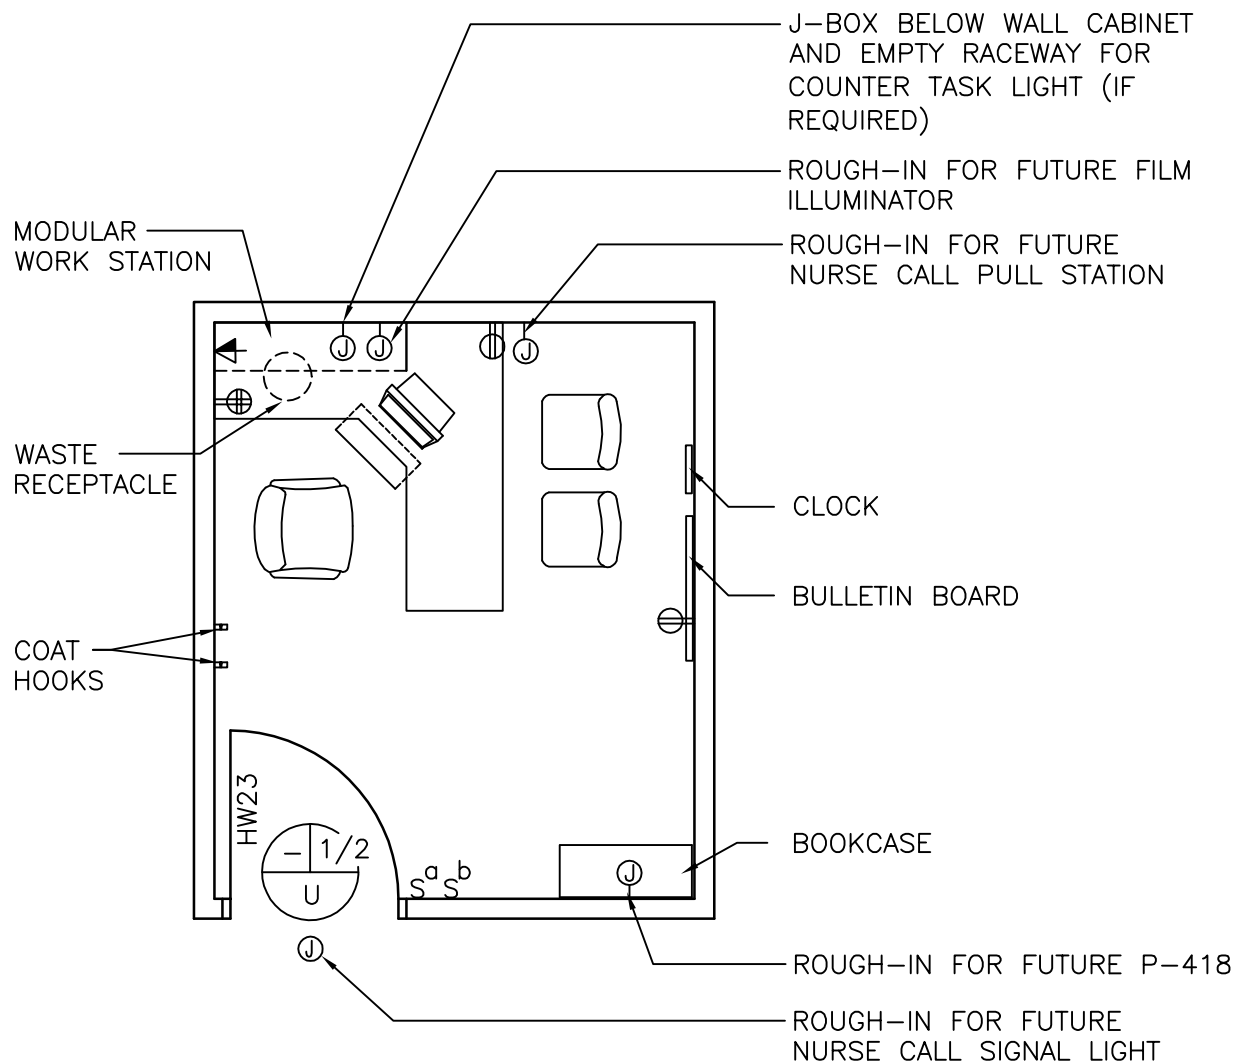 J-BOX BELOW WALL CABINET
AND EMPTY RACEWAY FOR
COUNTER TASK LIGHT (IF
REQUIRED)
ROUGH-IN FOR FUTURE FILM
ILLUMINATOR
MODULAR
WORK STATION
ROUGH-IN FOR FUTURE
NURSE CALL PULL STATION
J
J
J
WASTE
RECEPTACLE
CLOCK
BULLETIN BOARD
COAT
HOOKS
HW23
- 1/2
U
S a S b
J
BOOKCASE
J
ROUGH-IN FOR FUTURE P-418
ROUGH-IN FOR FUTURE
NURSE CALL SIGNAL LIGHT